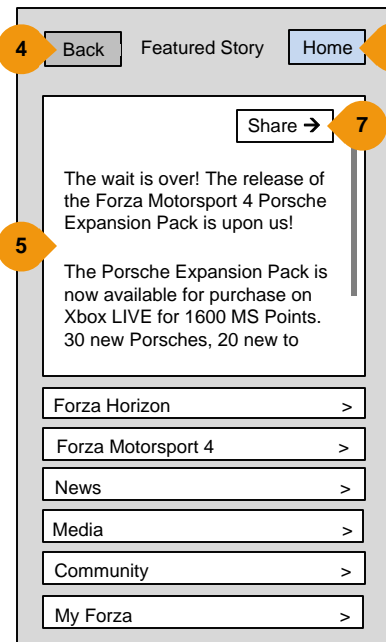 4 Back Featured Story Home
Share → 7
The wait is over! The release of
the Forza Motorsport 4 Porsche
Expansion Pack is upon us!
5
The Porsche Expansion Pack is
now available for purchase on
Xbox LIVE for 1600 MS Points.
30 new Porsches, 20 new to
Forza Horizon >
Forza Motorsport 4 >
News >
Media >
Community >
My Forza >